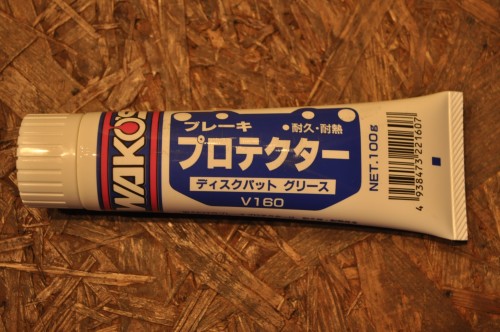 WAKO'S
ブレーキ
●耐久・耐熱
プロテクター
ディスクパット グリース
V160
NET.100g
4 938473 221607